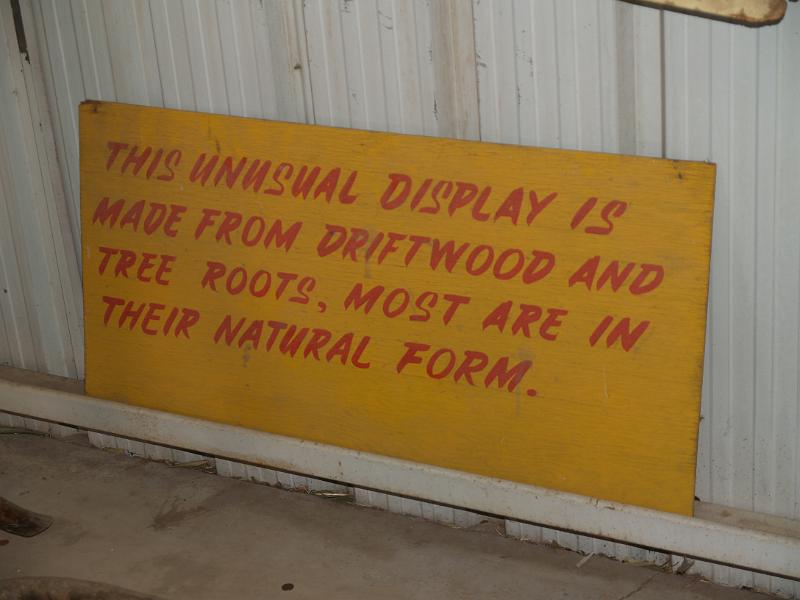 THIS UNUSUAL DISPLAY IS
MADE FROM DRIFTWOOD AND
TREE ROOTS, MOST ARE IN
THEIR NATURAL FORM.